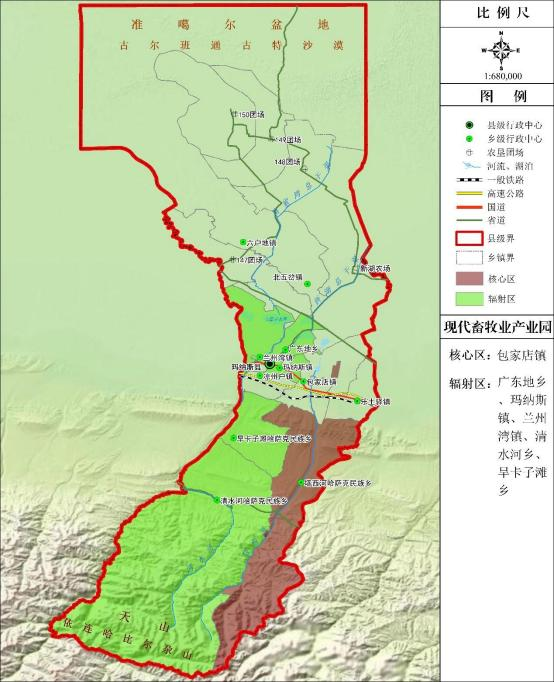 准噶尔盆地
古尔班通古特沙漠
150团场
149团场
148团场
六户地镇
147团场
新湖农场
北五岔镇
广东地乡
兰州湾镇
玛纳斯县
玛纳斯镇
凉州户镇
包家店镇
乐土驿镇
旱卡子滩哈萨克民族乡
塔西河哈萨克民族乡
清水河哈萨克民族乡
天山
依连哈比尔尕山
比例尺
N
W
E
S
1:680,000
图例
县级行政中心
乡级行政中心
农垦团场
河流、湖泊
一般铁路
高速公路
国道
省道
县级界
乡镇界
核心区
辐射区
现代畜牧业产业园
核心区：包家店镇
辐射区：广东地乡
、玛纳斯
镇、兰州
湾镇、清
水河乡、
旱卡子滩
乡